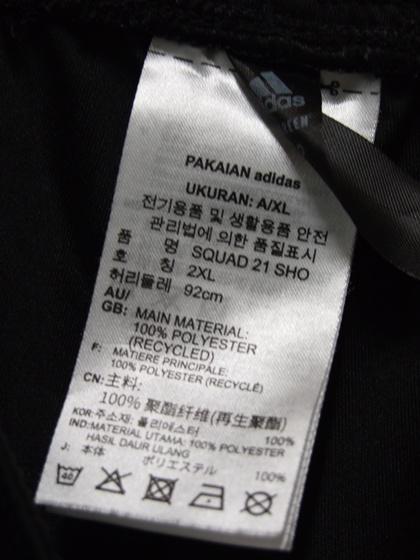 adidas
PAKAIAN adidas
UKURAN: A/XL
전기용품 및 생활용품 안전
관리법에 의한 품질표시
품 명 SQUAD 21 SHO
호 칭 2XL
허리둘레 92cm
AU/
GB: MAIN MATERIAL:
100% POLYESTER
(RECYCLED)
F: MATIERE PRINCIPALE:
100% POLYESTER (RECYCLÉ)
CN:主料:
100% 聚酯纤维(再生聚酯)
KOR:주소재: 폴리에스터 100%
IND:MATERIAL UTAMA: 100% POLYESTER
HASIL DAUR ULANG
J: 本体 ポリエステル 100%
40